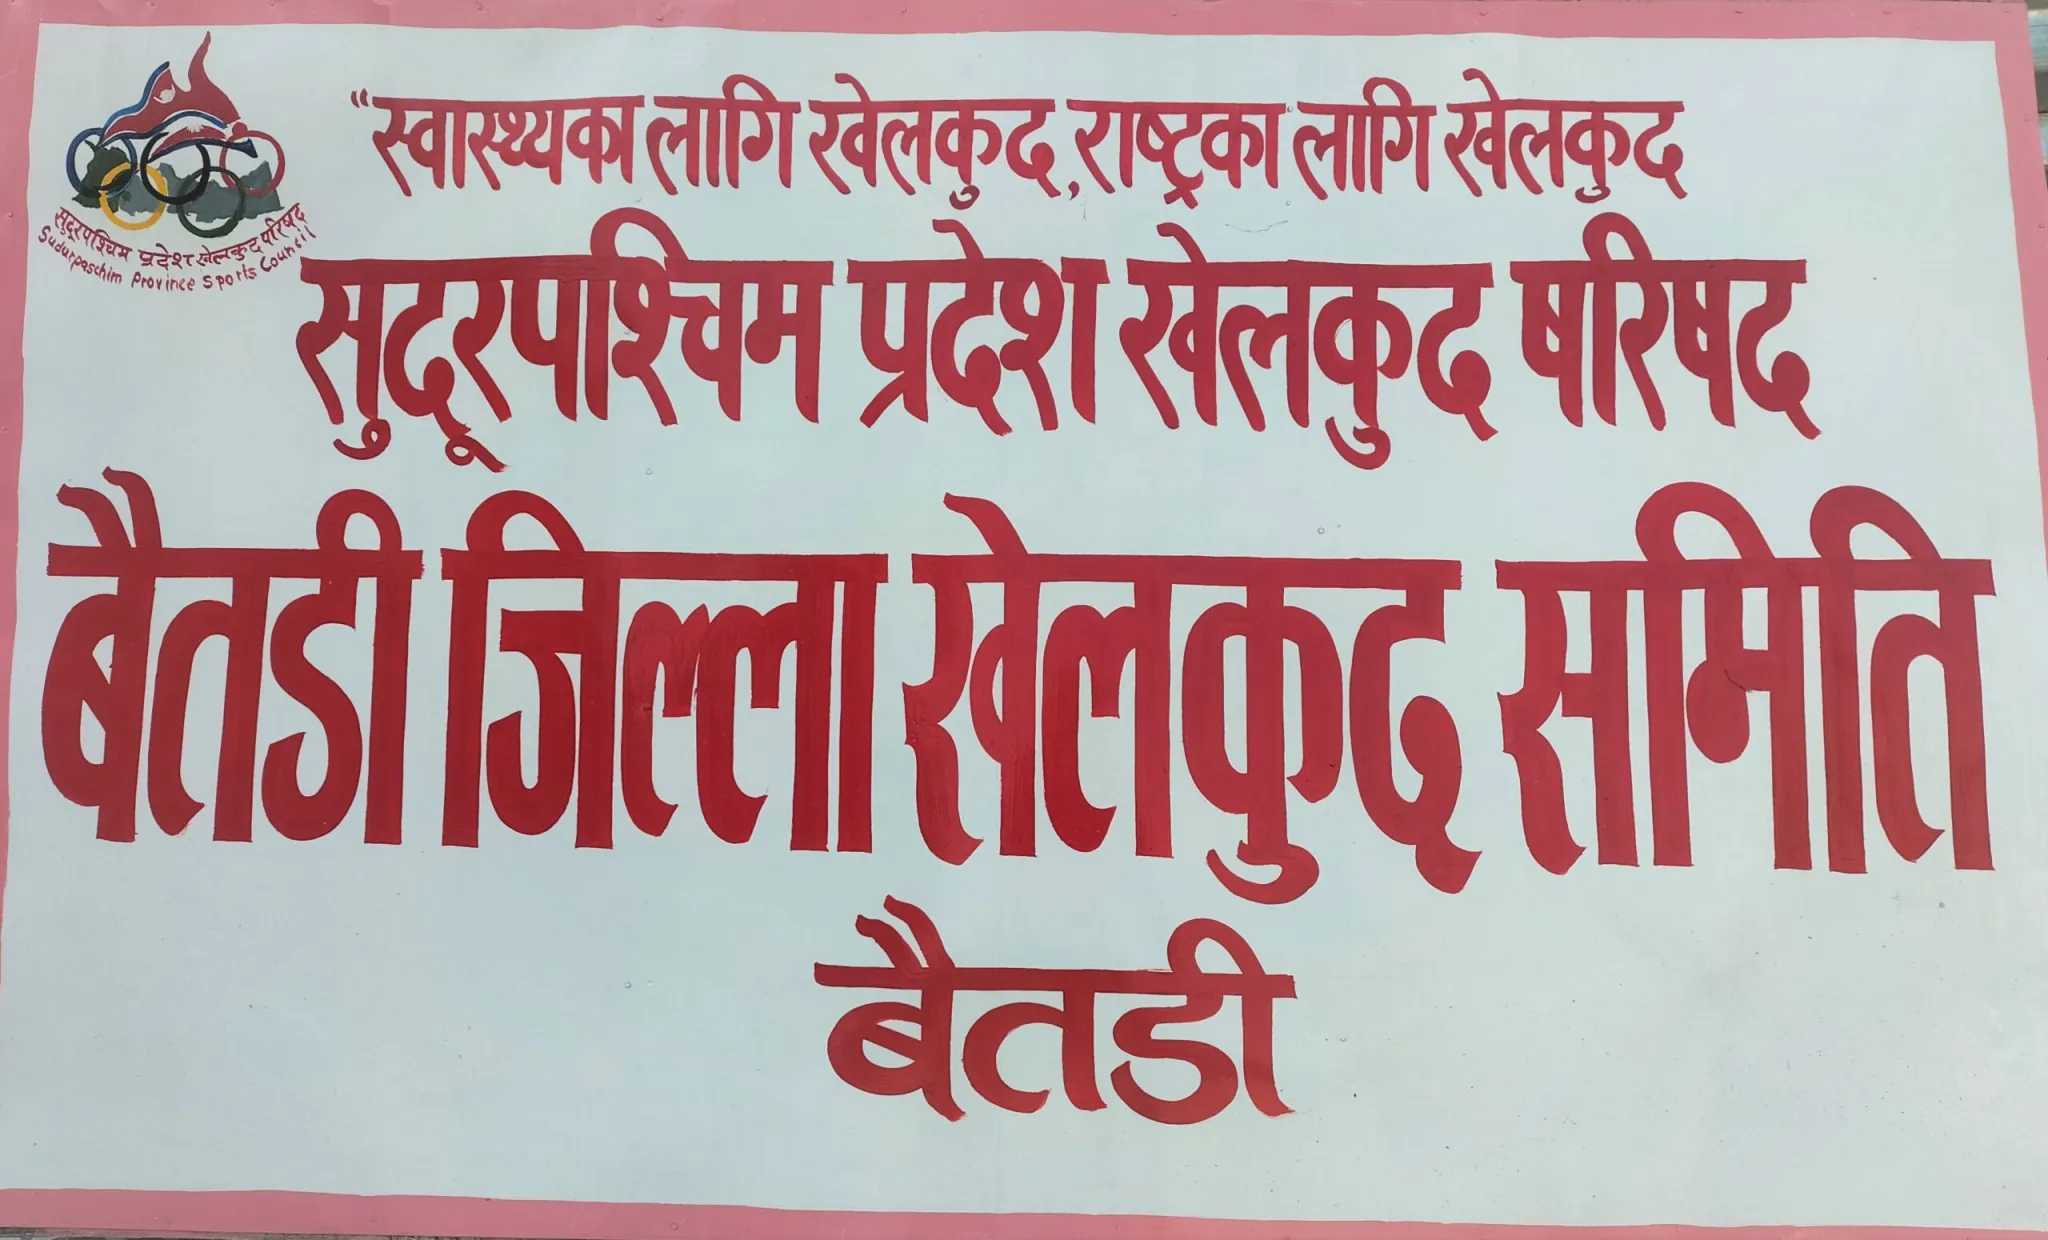 "स्वास्थ्यका लागि खेलकुद, राष्ट्रका लागि खेलकुद
सुदूरपश्चिम प्रदेश खेलकुद परिषद
Sudurpaschim Province Sports Council
सुदूरपश्चिम प्रदेश खेलकुद षरिषद
बैतडी जिल्ला खेलकुद समिति
बैतडी